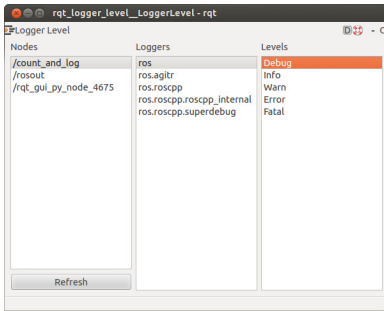 rqt_logger_level__LoggerLevel - rqt
Logger Level
D
Nodes Loggers Levels
/count_and_log ros Debug
/rosout ros.agitr Info
/rqt_gui_py_node_4675 ros.roscpp Warn
ros.roscpp.roscpp_internal Error
ros.roscpp.superdebug Fatal
Refresh